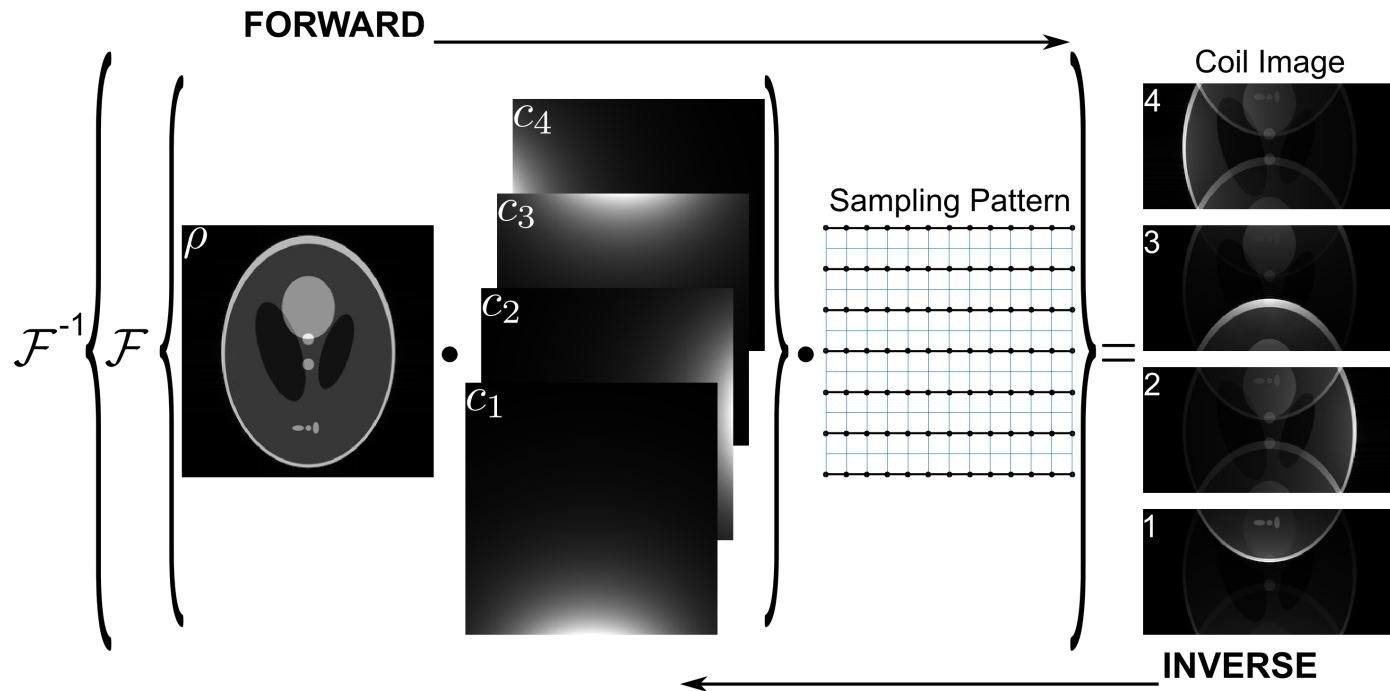 FORWARD
Coil Image
4
c₄
c₃
Sampling Pattern
ρ
3
c₂
ℱ⁻¹ { ℱ { • } • } =
2
c₁
1
INVERSE